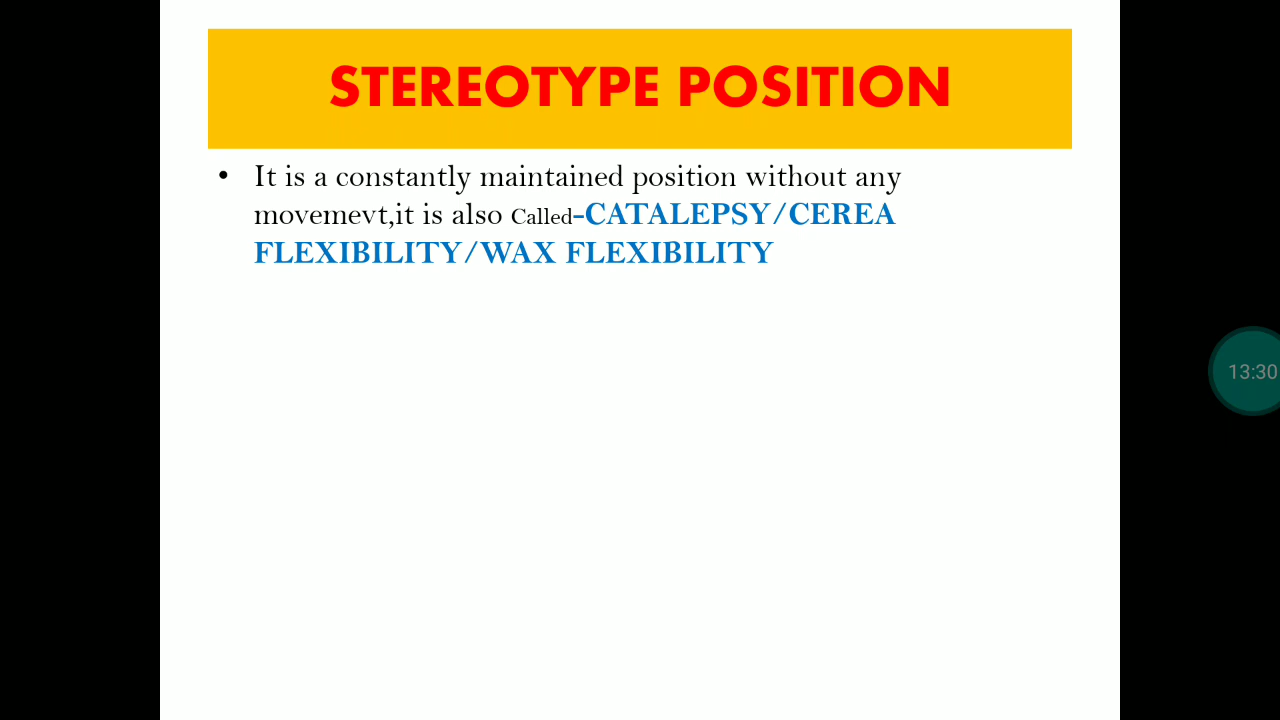 STEREOTYPE POSITION
• It is a constantly maintained position without any
movemevt,it is also Called-CATALEPSY/CEREA
FLEXIBILITY/WAX FLEXIBILITY
13:30